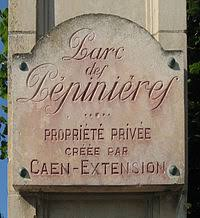 Parc
des
Pépinières
PROPRIÉTÉ PRIVÉE
CRÉÉE PAR
CAEN-EXTENSION